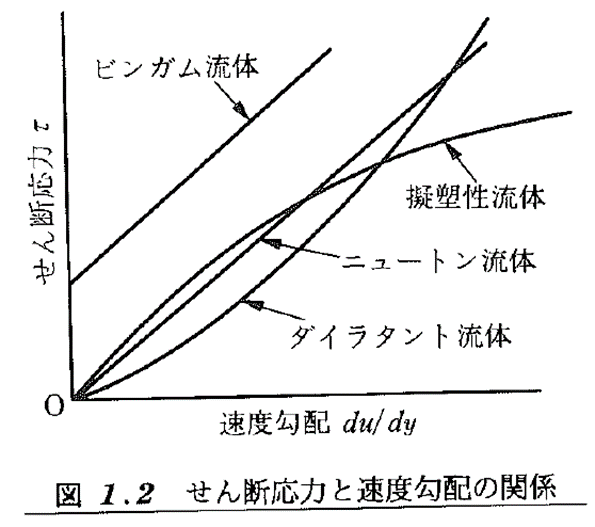 ビンガム流体
せん断応力 τ
擬塑性流体
ニュートン流体
ダイラタント流体
O
速度勾配 du/dy
図 1.2 せん断応力と速度勾配の関係